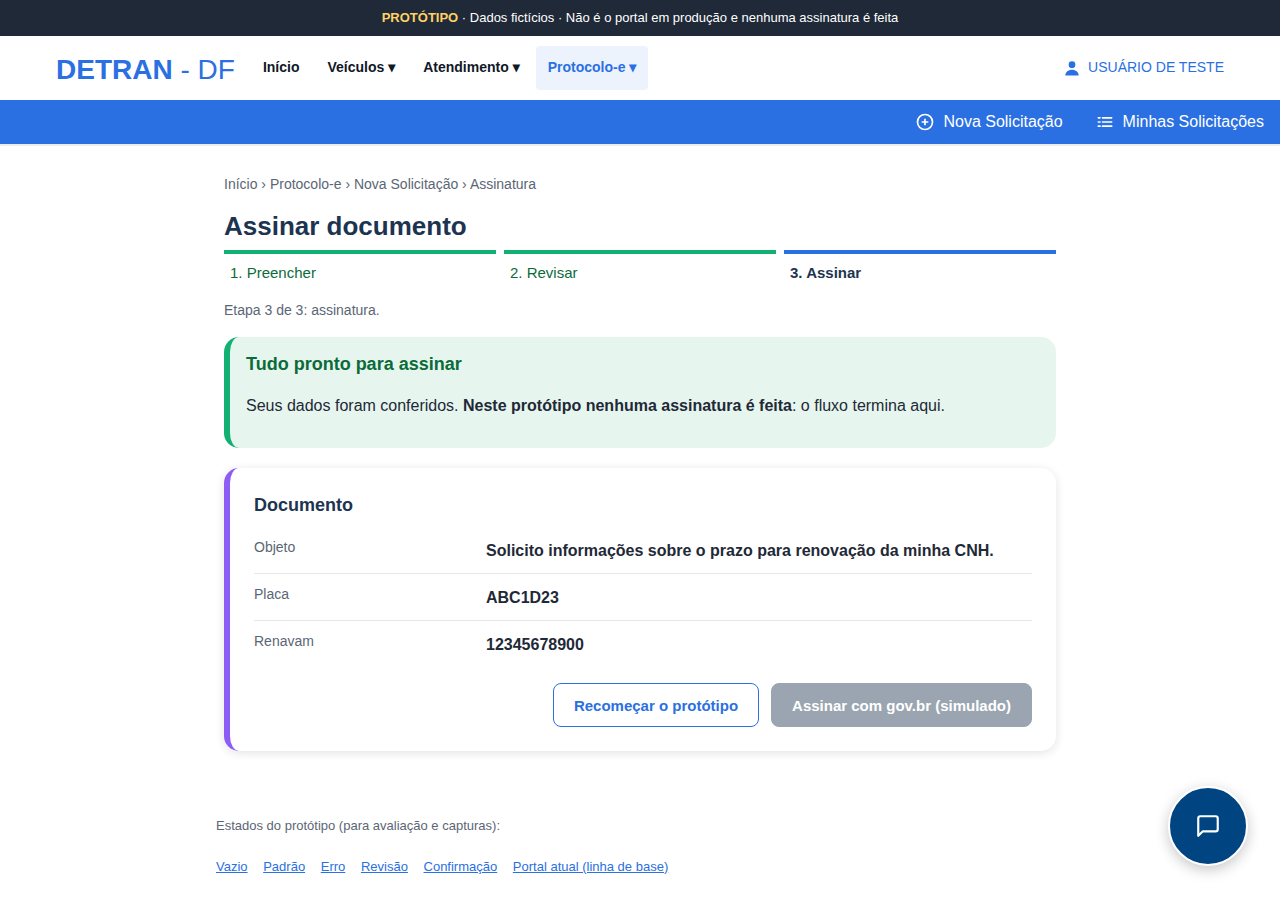 PROTÓTIPO · Dados fictícios · Não é o portal em produção e nenhuma assinatura é feita
DETRAN - DF
Início
Veículos ▾
Atendimento ▾
Protocolo-e ▾
USUÁRIO DE TESTE
Nova Solicitação
Minhas Solicitações
Início › Protocolo-e › Nova Solicitação › Assinatura
Assinar documento
1. Preencher
2. Revisar
3. Assinar
Etapa 3 de 3: assinatura.
Tudo pronto para assinar
Seus dados foram conferidos. Neste protótipo nenhuma assinatura é feita: o fluxo termina aqui.
Documento
Objeto
Solicito informações sobre o prazo para renovação da minha CNH.
Placa
ABC1D23
Renavam
12345678900
Recomeçar o protótipo
Assinar com gov.br (simulado)
Estados do protótipo (para avaliação e capturas):
Vazio
Padrão
Erro
Revisão
Confirmação
Portal atual (linha de base)